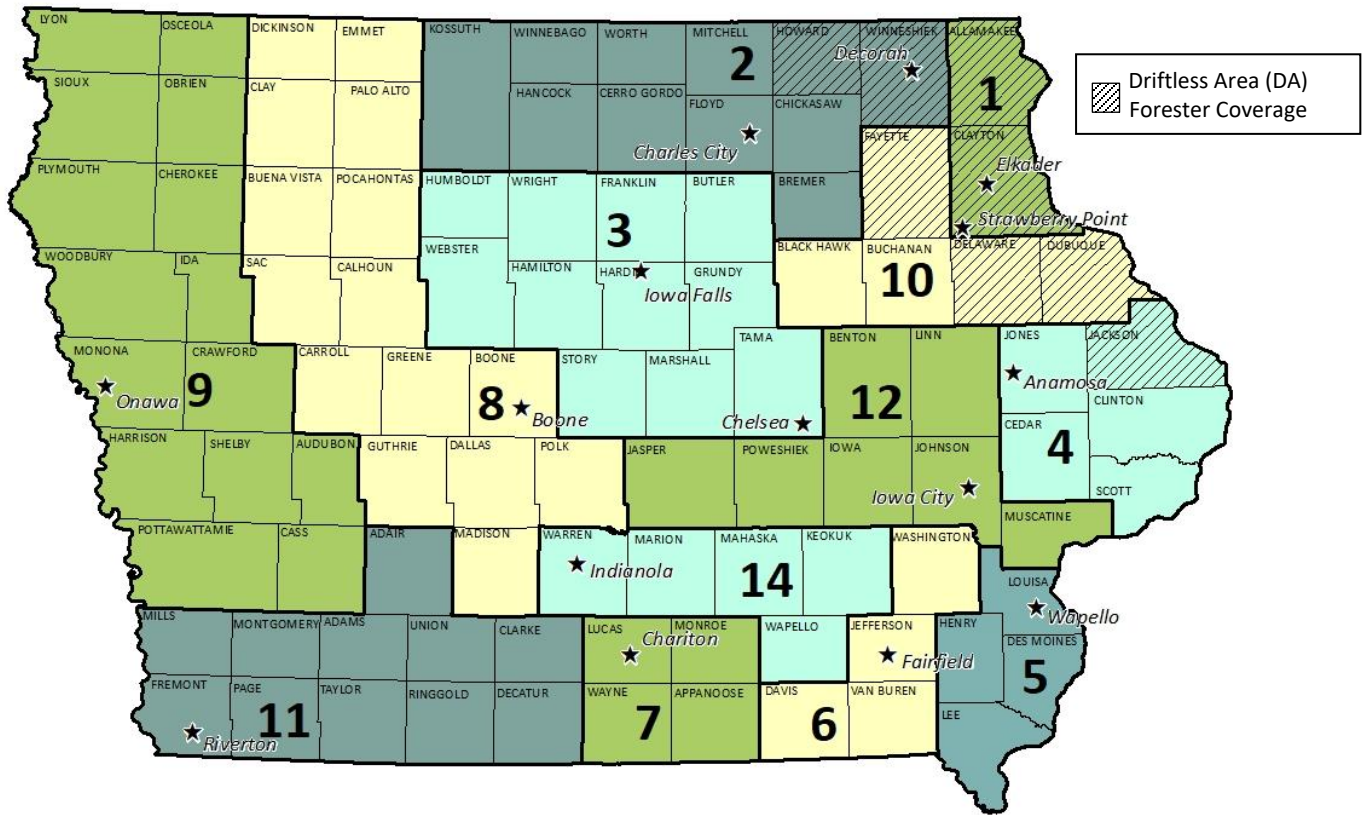 LYON
OSCEOLA
DICKINSON
EMMET
KOSSUTH
WINNEBAGO
WORTH
MITCHELL
HOWARD
WINNESHIEK
ALLAMAKEE
Driftless Area (DA)
Forester Coverage
2
Decorah
1
SIOUX
OBRIEN
CLAY
PALO ALTO
HANCOCK
CERRO GORDO
FLOYD
CHICKASAW
Charles City
FAYETTE
CLAYTON
Elkader
PLYMOUTH
CHEROKEE
BUENA VISTA
POCAHONTAS
HUMBOLDT
WRIGHT
FRANKLIN
BUTLER
BREMER
Strawberry Point
3
WEBSTER
BLACK HAWK
BUCHANAN
DELAWARE
DUBUQUE
WOODBURY
IDA
SAC
CALHOUN
HAMILTON
HARDIN
GRUNDY
Iowa Falls
10
MONONA
CRAWFORD
CARROLL
GREENE
BOONE
STORY
MARSHALL
TAMA
BENTON
LINN
JONES
JACKSON
Onawa
9
8
Boone
Chelsea
12
Anamosa
CLINTON
CEDAR
4
HARRISON
SHELBY
AUDUBON
GUTHRIE
DALLAS
POLK
JASPER
POWESHIEK
IOWA
JOHNSON
Iowa City
SCOTT
MUSCATINE
POTTAWATTAMIE
CASS
ADAIR
MADISON
WARREN
MARION
MAHASKA
KEOKUK
WASHINGTON
Indianola
14
LOUISA
Wapello
MILLS
MONTGOMERY
ADAMS
UNION
CLARKE
LUCAS
MONROE
WAPELLO
JEFFERSON
HENRY
DES MOINES
Chariton
Fairfield
5
FREMONT
PAGE
TAYLOR
RINGGOLD
DECATUR
WAYNE
APPANOOSE
DAVIS
VAN BUREN
LEE
11
7
6
Riverton